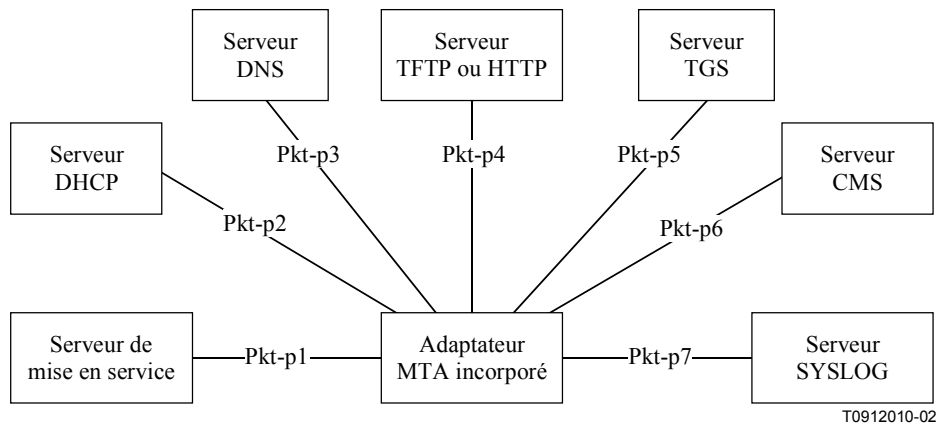 Serveur
DNS
Serveur
TFTP ou HTTP
Serveur
TGS
Serveur
DHCP
Pkt-p3
Pkt-p4
Pkt-p5
Serveur
CMS
Pkt-p2
Pkt-p6
Serveur de
mise en service
Pkt-p1
Adaptateur
MTA incorporé
Pkt-p7
Serveur
SYSLOG
T0912010-02